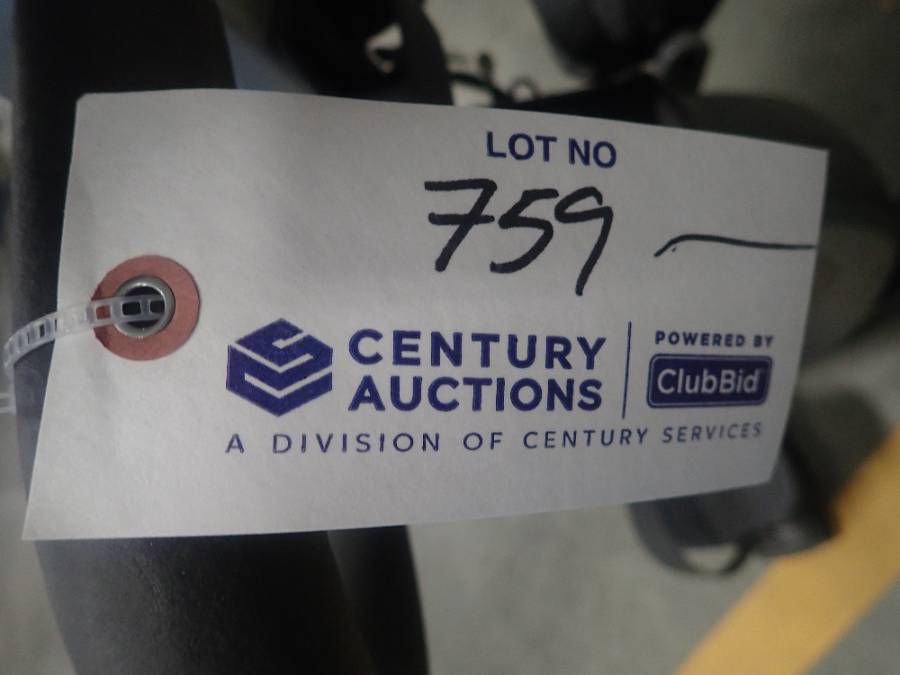 LOT NO
759
CENTURY
AUCTIONS
A DIVISION OF CENTURY SERVICES
POWERED BY
ClubBid